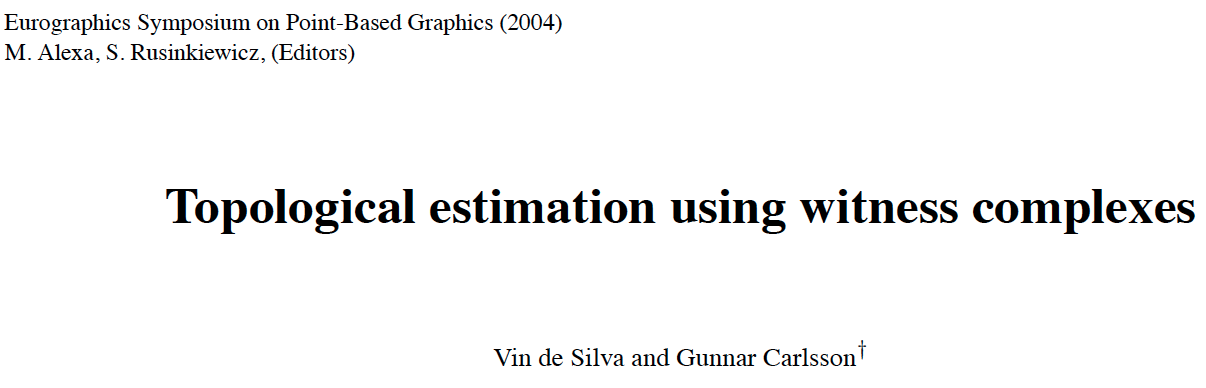 Eurographics Symposium on Point-Based Graphics (2004)
M. Alexa, S. Rusinkiewicz, (Editors)
Topological estimation using witness complexes
Vin de Silva and Gunnar Carlsson†